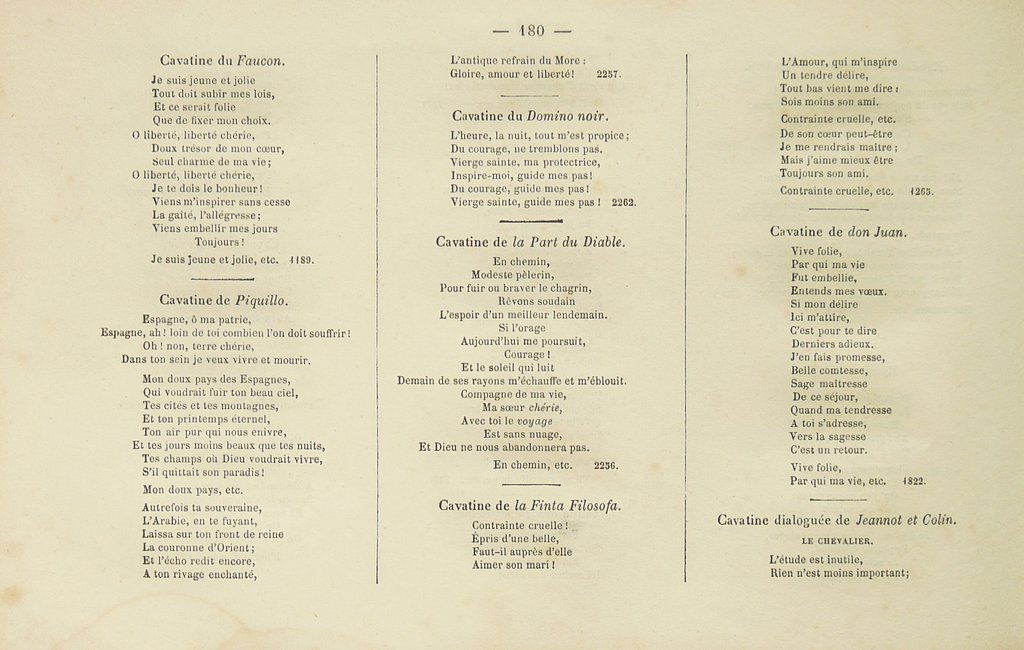 — 180 —
Cavatine du Faucon.
Je suis jeune et jolie
Tout doit subir mes lois,
Et ce serait folie
Que de fixer mon choix.
O liberté, liberté chérie,
Doux trésor de mon cœur,
Seul charme de ma vie;
O liberté, liberté chérie,
Je te dois le bonheur!
Viens m'inspirer sans cesse
La gaité, l'allégresse;
Viens embellir mes jours
Toujours!
Je suis jeune et jolie, etc. 1189.
Cavatine de Piquillo.
Espagne, ô ma patrie,
Espagne, ah! loin de toi combien l'on doit souffrir!
Oh! non, terre chérie,
Dans ton sein je veux vivre et mourir.
Mon doux pays des Espagnes,
Qui voudrait fuir ton beau ciel,
Tes cités et tes montagnes,
Et ton printemps éternel,
Ton air pur qui nous enivre,
Et tes jours moins beaux que tes nuits,
Tes champs où Dieu voudrait vivre,
S'il quittait son paradis!
Mon doux pays, etc.
Autrefois ta souveraine,
L'Arabie, en te fuyant,
Laissa sur ton front de reine
La couronne d'Orient;
Et l'écho redit encore,
A ton rivage enchanté,
L'antique refrain du More:
Gloire, amour et liberté! 2257.
Cavatine du Domino noir.
L'heure, la nuit, tout m'est propice;
Du courage, ne tremblons pas.
Vierge sainte, ma protectrice,
Inspire-moi, guide mes pas!
Du courage, guide mes pas!
Vierge sainte, guide mes pas! 2262.
Cavatine de la Part du Diable.
En chemin,
Modeste pèlerin,
Pour fuir ou braver le chagrin,
Rêvons soudain
L'espoir d'un meilleur lendemain.
Si l'orage
Aujourd'hui me poursuit,
Courage!
Et le soleil qui luit
Demain de ses rayons m'échauffe et m'éblouit.
Compagne de ma vie,
Ma sœur chérie,
Avec toi le voyage
Est sans nuage,
Et Dieu ne nous abandonnera pas.
En chemin, etc. 2256.
Cavatine de la Finta Filosofa.
Contrainte cruelle!
Épris d'une belle,
Faut-il auprès d'elle
Aimer son mari!
L'Amour, qui m'inspire
Un tendre délire,
Tout bas vient me dire:
Sois moins son ami.
Contrainte cruelle, etc.
De son cœur peut-être
Je me rendrais maître;
Mais j'aime mieux être
Toujours son ami.
Contrainte cruelle, etc. 1265.
Cavatine de don Juan.
Vive folie,
Par qui ma vie
Fut embellie,
Entends mes vœux.
Si mon délire
Ici m'attire,
C'est pour te dire
Derniers adieux.
J'en fais promesse,
Belle comtesse,
Sage maitresse
De ce séjour,
Quand ma tendresse
A toi s'adresse,
Vers la sagesse
C'est un retour.
Vive folie,
Par qui ma vie, etc. 1822.
Cavatine dialoguée de Jeannot et Colin.
LE CHEVALIER.
L'étude est inutile,
Rien n'est moins important;